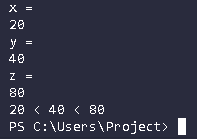 x =
20
y =
40
z =
80
20 < 40 < 80
PS C:\Users\Project>